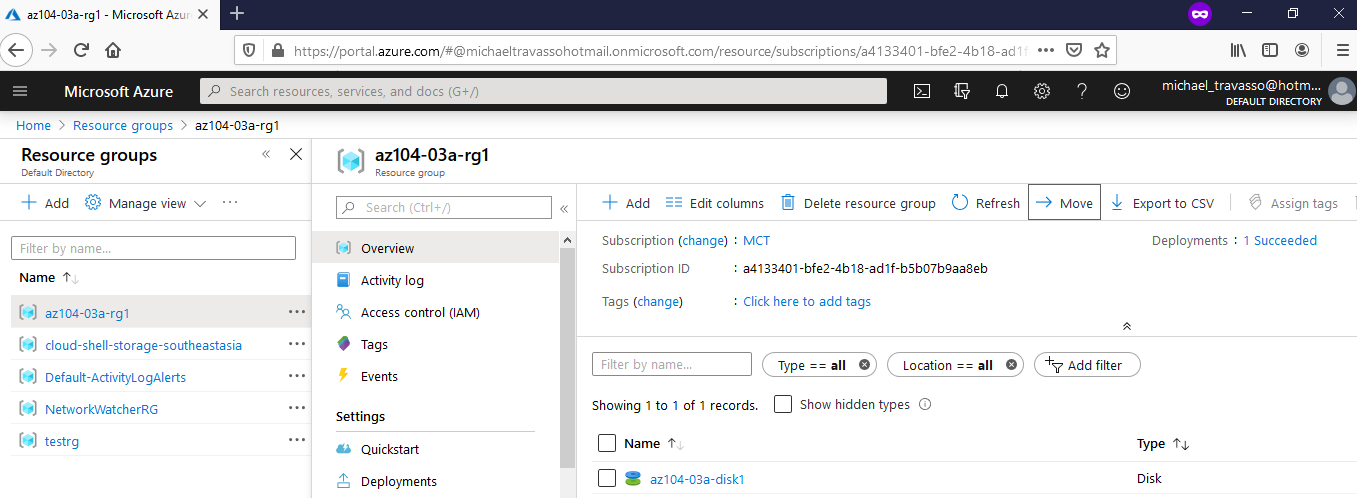 az104-03a-rg1 - Microsoft Azur
https://portal.azure.com/#@michaeltravassohotmail.onmicrosoft.com/resource/subscriptions/a4133401-bfe2-4b18-ad1f
Microsoft Azure
Search resources, services, and docs (G+/)
michael_travasso@hotm...
DEFAULT DIRECTORY
Home > Resource groups > az104-03a-rg1
Resource groups
Default Directory
Add Manage view ...
Filter by name...
Name
az104-03a-rg1
cloud-shell-storage-southeastasia
Default-ActivityLogAlerts
NetworkWatcherRG
testrg
az104-03a-rg1
Resource group
Search (Ctrl+/)
Overview
Activity log
Access control (IAM)
Tags
Events
Settings
Quickstart
Deployments
Add Edit columns Delete resource group Refresh Move Export to CSV Assign tags
Subscription (change) : MCT
Deployments : 1 Succeeded
Subscription ID : a4133401-bfe2-4b18-ad1f-b5b07b9aa8eb
Tags (change) : Click here to add tags
Filter by name... Type == all Location == all Add filter
Showing 1 to 1 of 1 records. Show hidden types
Name Type
az104-03a-disk1 Disk